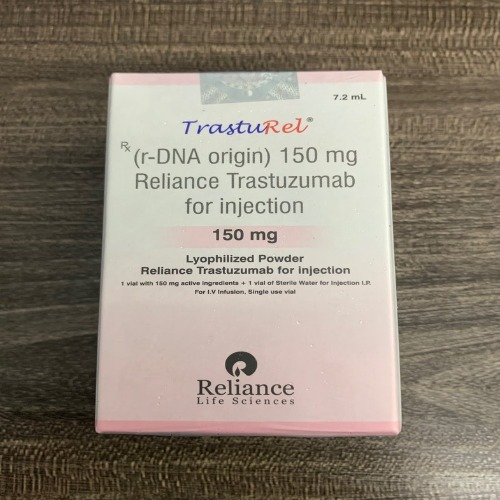 7.2 mL
TrastuRel®
Rx (r-DNA origin) 150 mg
Reliance Trastuzumab
for injection
150 mg
Lyophilized Powder
Reliance Trastuzumab for injection
1 vial with 150 mg active ingredients + 1 vial of Sterile Water for Injection I.P.
For I.V Infusion, Single use vial
Reliance
Life Sciences